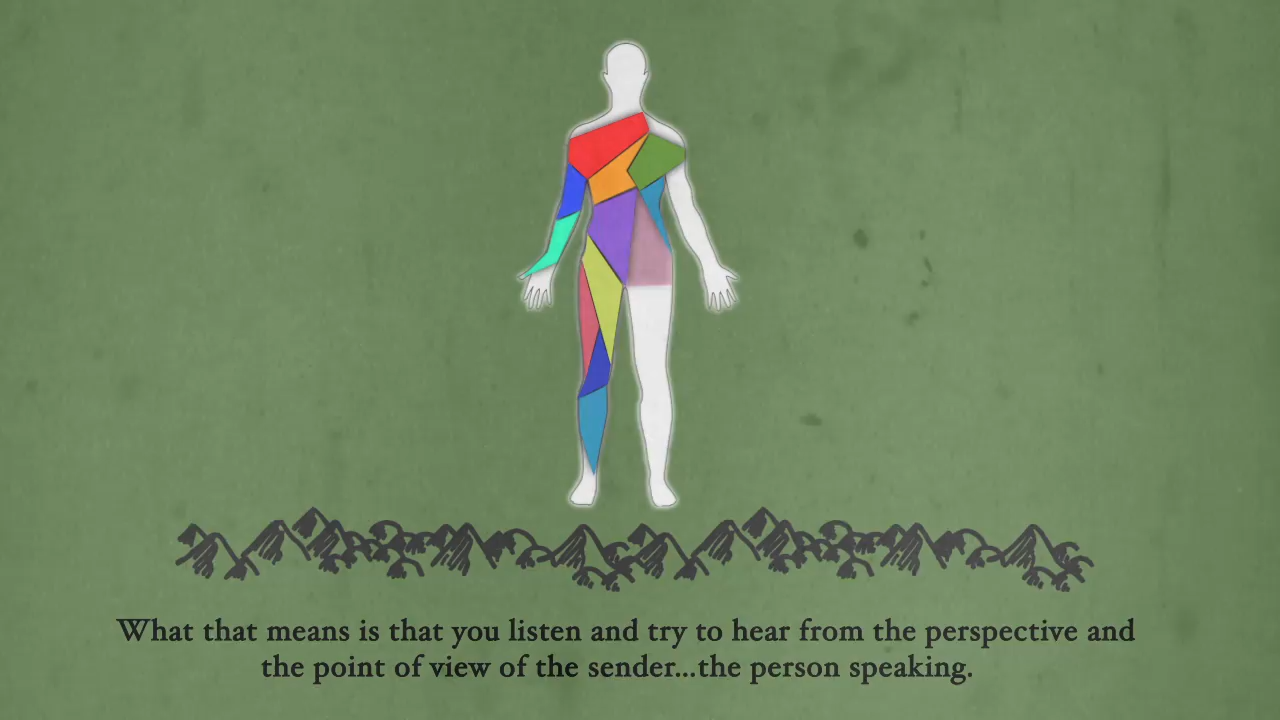 What that means is that you listen and try to hear from the perspective and
the point of view of the sender...the person speaking.